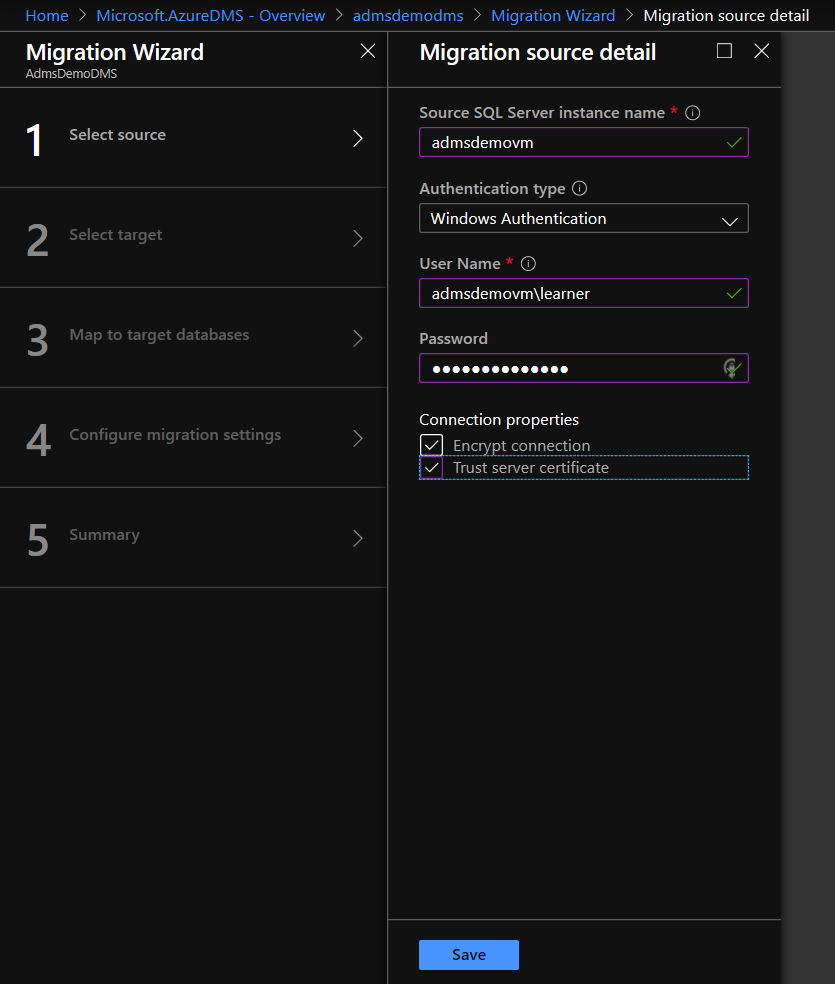 Home > Microsoft.AzureDMS - Overview > admsdemodms > Migration Wizard > Migration source detail
Migration Wizard
AdmsDemoDMS
1 Select source
2 Select target
3 Map to target databases
4 Configure migration settings
5 Summary
Migration source detail
Source SQL Server instance name *
admsdemovm
Authentication type
Windows Authentication
User Name *
admsdemovm\learner
Password
••••••••••••••
Connection properties
Encrypt connection
Trust server certificate
Save